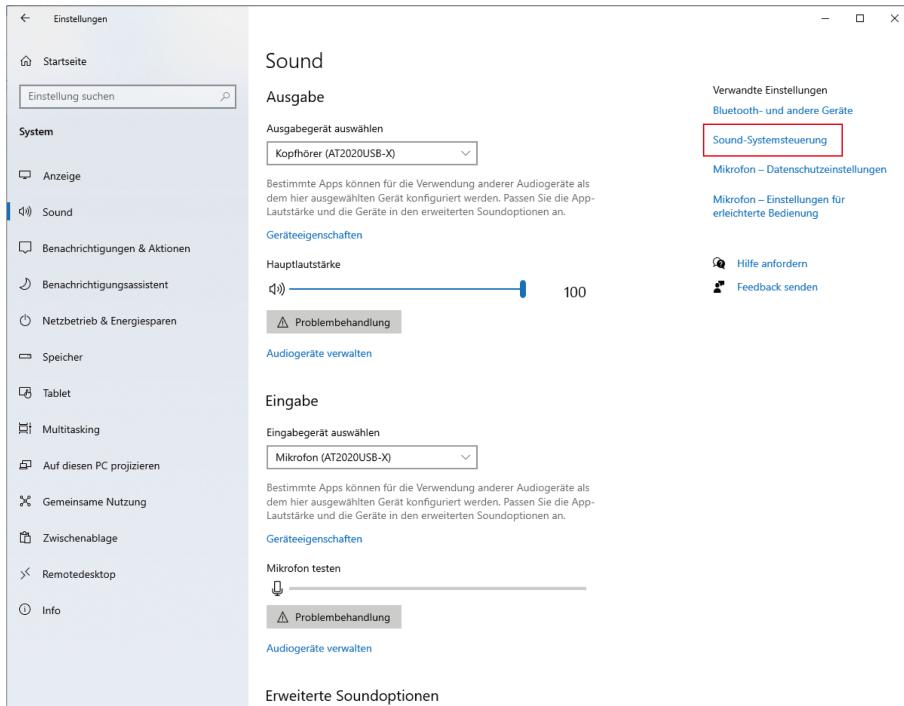 Einstellungen
Startseite
Einstellung suchen
System
Anzeige
Sound
Benachrichtigungen & Aktionen
Benachrichtigungsassistent
Netzbetrieb & Energiesparen
Speicher
Tablet
Multitasking
Auf diesen PC projizieren
Gemeinsame Nutzung
Zwischenablage
Remotedesktop
Info
Sound
Ausgabe
Ausgabegerät auswählen
Kopfhörer (AT2020USB-X)
Bestimmte Apps können für die Verwendung anderer Audiogeräte als
dem hier ausgewählten Gerät konfiguriert werden. Passen Sie die App-
Lautstärke und die Geräte in den erweiterten Soundoptionen an.
Geräteeigenschaften
Hauptlautstärke
100
Problembehandlung
Audiogeräte verwalten
Eingabe
Eingabegerät auswählen
Mikrofon (AT2020USB-X)
Bestimmte Apps können für die Verwendung anderer Audiogeräte als
dem hier ausgewählten Gerät konfiguriert werden. Passen Sie die App-
Lautstärke und die Geräte in den erweiterten Soundoptionen an.
Geräteeigenschaften
Mikrofon testen
Problembehandlung
Audiogeräte verwalten
Erweiterte Soundoptionen
Verwandte Einstellungen
Bluetooth- und andere Geräte
Sound-Systemsteuerung
Mikrofon – Datenschutzeinstellungen
Mikrofon – Einstellungen für
erleichterte Bedienung
Hilfe anfordern
Feedback senden